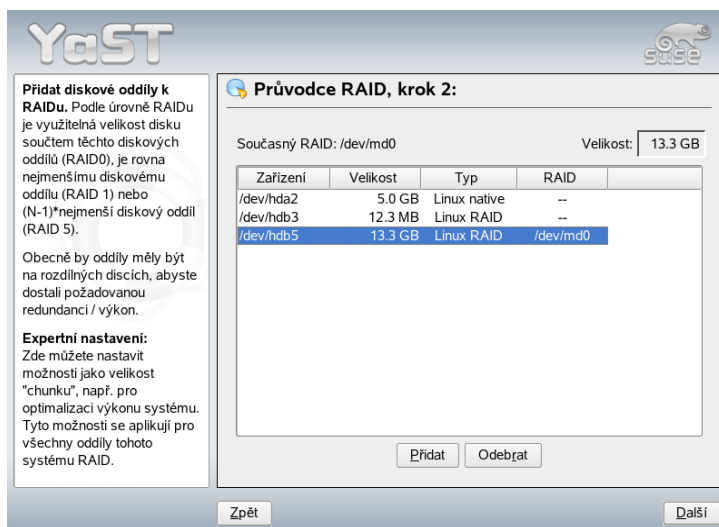 YaST
SUSE
Přidat diskové oddíly k
RAIDu. Podle úrovně RAIDu
je využitelná velikost disku
součtem těchto diskových
oddílů (RAID0), je rovna
nejmenšímu diskovému
oddílu (RAID 1) nebo
(N-1)*nejmenší diskový oddíl
(RAID 5).
Obecně by oddíly měly být
na rozdílných discích, abyste
dostali požadovanou
redundanci / výkon.
Expertní nastavení:
Zde můžete nastavit
možnosti jako velikost
"chunku", např. pro
optimalizaci výkonu systému.
Tyto možnosti se aplikují pro
všechny oddíly tohoto
systému RAID.
Průvodce RAID, krok 2:
Současný RAID: /dev/md0 Velikost: 13.3 GB
Zařízení Velikost Typ RAID
/dev/hda2 5.0 GB Linux native --
/dev/hdb3 12.3 MB Linux RAID --
/dev/hdb5 13.3 GB Linux RAID /dev/md0
Přidat Odebrat
Zpět Další